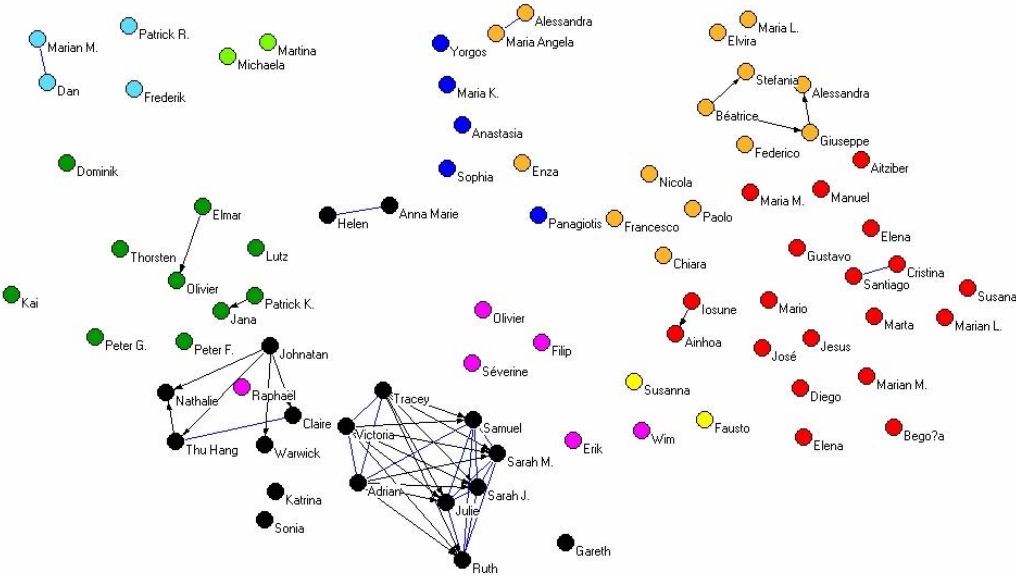 Alessandra
Maria L.
Patrick R.
Elvira
Marian M.
Maria Angela
Martina
Yorgos
Michaela
Stefania
Dan
Maria K.
Alessandra
Frederik
Béatrice
Anastasia
Giuseppe
Federico
Aitziber
Dominik
Sophia
Enza
Nicola
Maria M.
Manuel
Elmar
Anna Marie
Helen
Panagiotis
Francesco
Paolo
Elena
Thorsten
Lutz
Chiara
Gustavo
Cristina
Santiago
Olivier
Kai
Patrick K.
Susana
Jana
Olivier
Iosune
Mario
Marta
Marian L.
Peter G.
Peter F.
Johnatan
Filip
Ainhoa
José
Jesus
Séverine
Nathalie
Raphaël
Susanna
Diego
Marian M.
Tracey
Claire
Victoria
Samuel
Fausto
Thu Hang
Warwick
Erik
Wim
Elena
Bego?a
Sarah M.
Adrian
Sarah J.
Katrina
Julie
Sonia
Gareth
Ruth